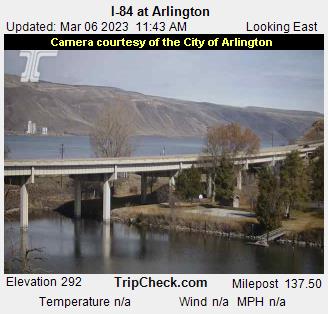 I-84 at Arlington
Updated: Mar 06 2023 11:43 AM Looking East
Camera courtesy of the City of Arlington
Elevation 292 TripCheck.com Milepost 137.50
Temperature n/a Wind n/a MPH n/a